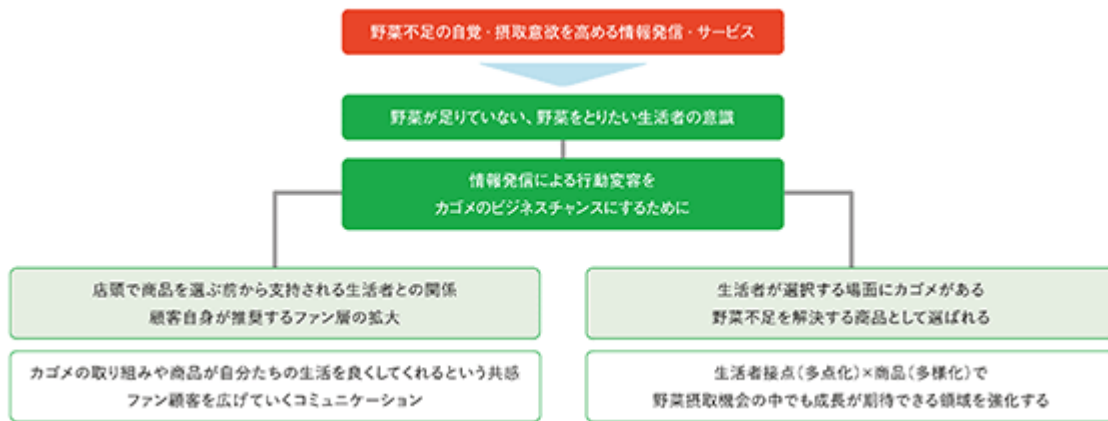 野菜不足の自覚・摂取意欲を高める情報発信・サービス
野菜が足りていない、野菜をとりたい生活者の意識
情報発信による行動変容を
カゴメのビジネスチャンスにするために
店頭で商品を選ぶ前から支持される生活者との関係
顧客自身が推奨するファン層の拡大
カゴメの取り組みや商品が自分たちの生活を良くしてくれるという共感
ファン顧客を広げていくコミュニケーション
生活者が選択する場面にカゴメがある
野菜不足を解決する商品として選ばれる
生活者接点(多点化)×商品(多様化)で
野菜摂取機会の中でも成長が期待できる領域を強化する